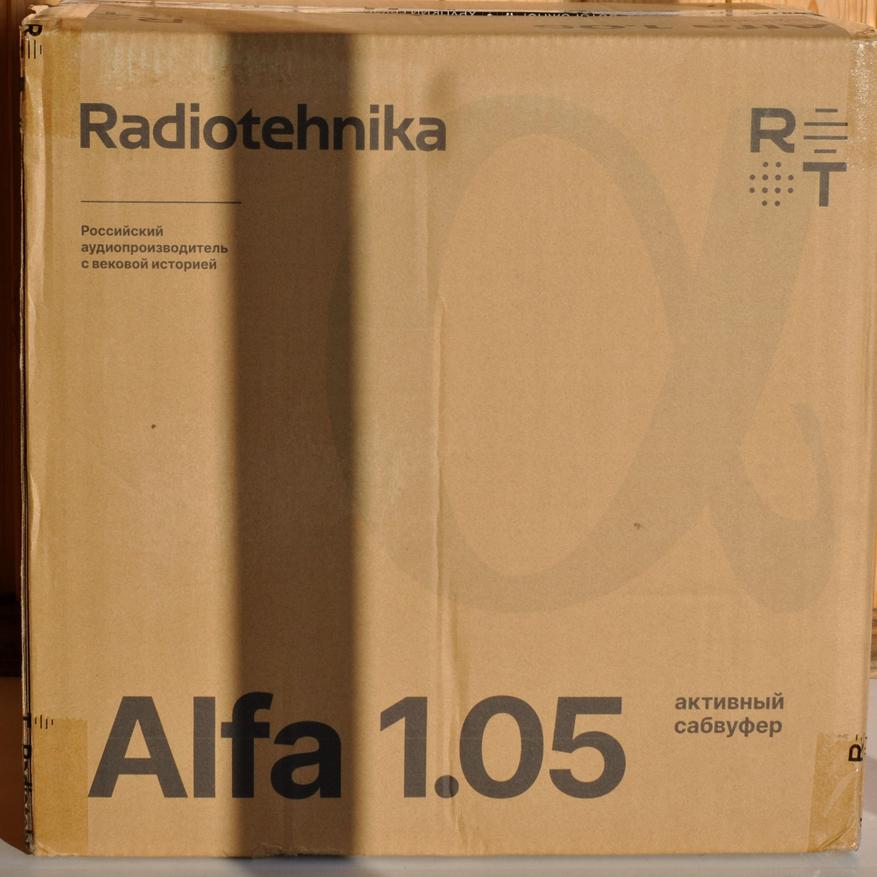 Radiotehnika
R
T
Российский
аудиопроизводитель
с вековой историей
Alfa 1.05
активный
сабвуфер